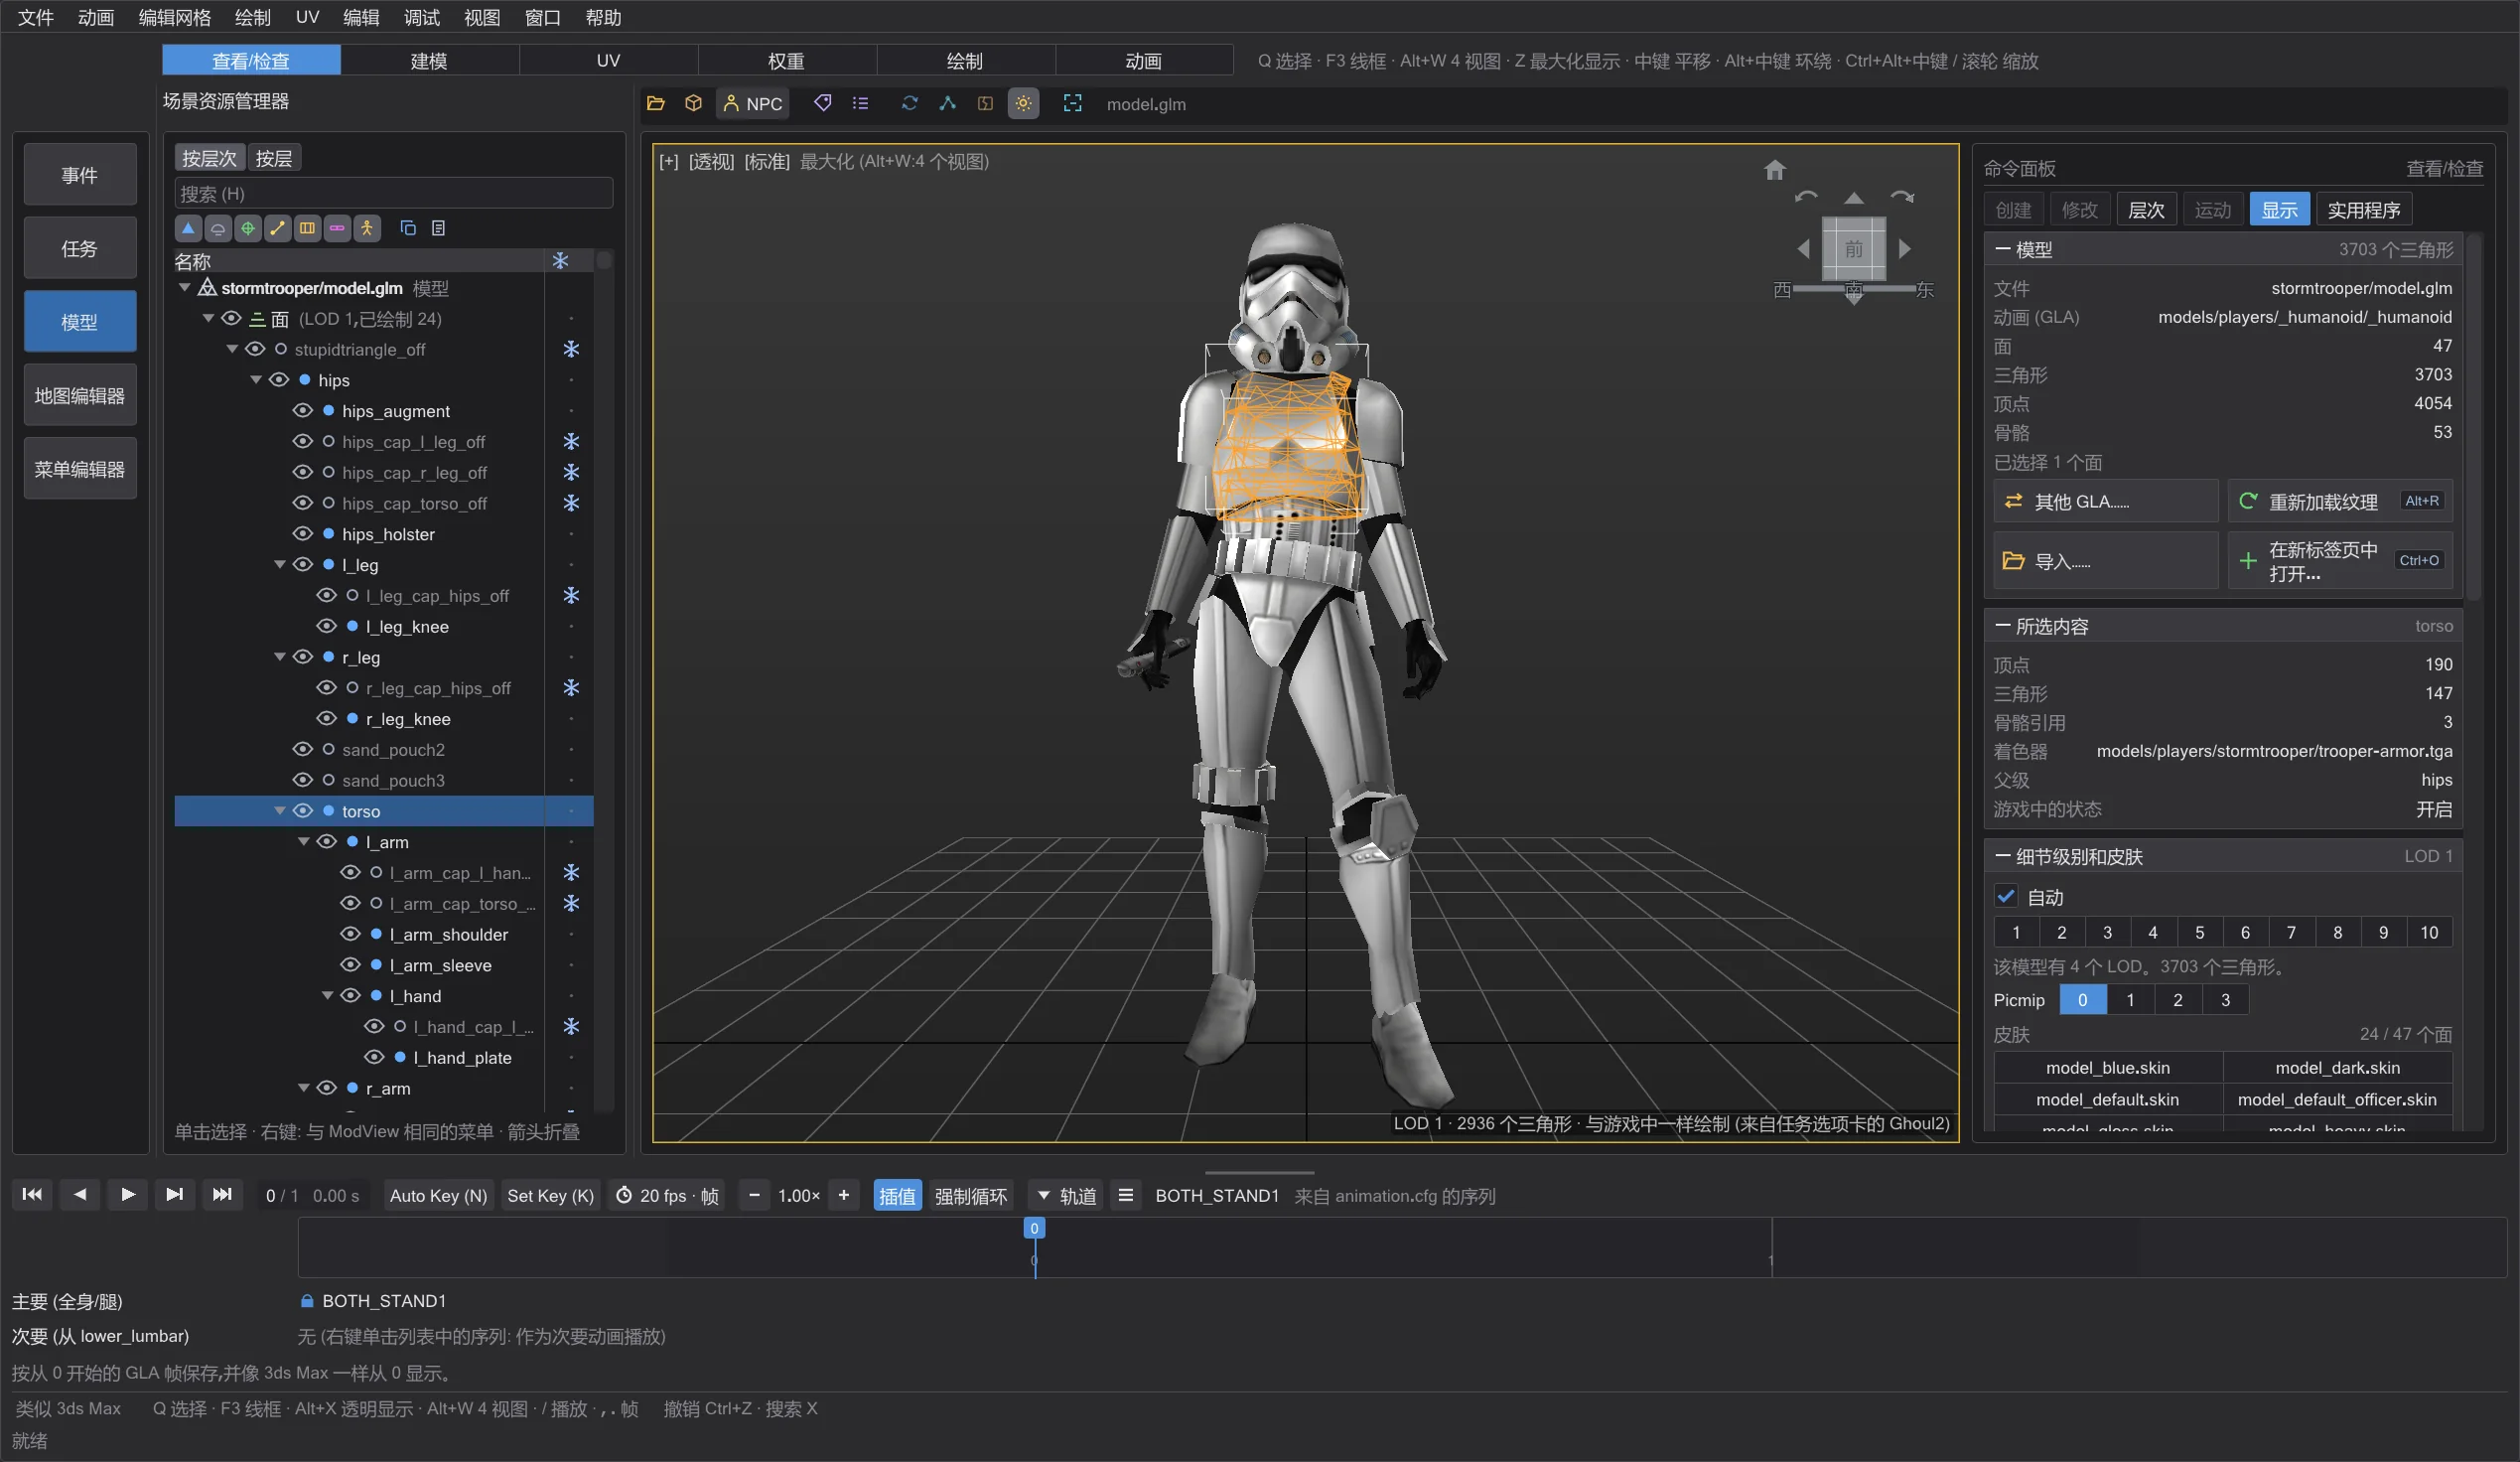 文件 动画 编辑网格 绘制 UV 编辑 调试 视图 窗口 帮助
查看/检查 建模 UV 权重 绘制 动画 Q 选择 · F3 线框 · Alt+W 4 视图 · Z 最大化显示 · 中键 平移 · Alt+中键 环绕 · Ctrl+Alt+中键 / 滚轮 缩放
场景资源管理器
NPC model.glm
事件
任务
模型
地图编辑器
菜单编辑器
按层次 按层
搜索 (H)
名称
stormtrooper/model.glm 模型
面 (LOD 1,已绘制 24)
stupidtriangle_off
hips
hips_augment
hips_cap_l_leg_off
hips_cap_r_leg_off
hips_cap_torso_off
hips_holster
l_leg
l_leg_cap_hips_off
l_leg_knee
r_leg
r_leg_cap_hips_off
r_leg_knee
sand_pouch2
sand_pouch3
torso
l_arm
l_arm_cap_l_han...
l_arm_cap_torso_...
l_arm_shoulder
l_arm_sleeve
l_hand
l_hand_cap_l_...
l_hand_plate
r_arm
单击选择 · 右键: 与 ModView 相同的菜单 · 箭头折叠
[+] [透视] [标准] 最大化 (Alt+W:4 个视图)
前
西 南 东
LOD 1 · 2936 个三角形 · 与游戏中一样绘制 (来自任务选项卡的 Ghoul2)
命令面板 查看/检查
创建 修改 层次 运动 显示 实用程序
模型 3703 个三角形
文件 stormtrooper/model.glm
动画 (GLA) models/players/_humanoid/_humanoid
面 47
三角形 3703
顶点 4054
骨骼 53
已选择 1 个面
其他 GLA...... 重新加载纹理 Alt+R
导入...... 在新标签页中打开... Ctrl+O
所选内容 torso
顶点 190
三角形 147
骨骼引用 3
着色器 models/players/stormtrooper/trooper-armor.tga
父级 hips
游戏中的状态 开启
细节级别和皮肤 LOD 1
自动
1 2 3 4 5 6 7 8 9 10
该模型有 4 个 LOD。3703 个三角形。
Picmip 0 1 2 3
皮肤 24 / 47 个面
model_blue.skin model_dark.skin
model_default.skin model_default_officer.skin
model_gloss.skin model_heavy.skin
0 / 1 0.00 s Auto Key (N) Set Key (K) 20 fps · 帧 − 1.00× + 插值 强制循环 轨道 BOTH_STAND1 来自 animation.cfg 的序列
0
0 1
主要 (全身/腿) BOTH_STAND1
次要 (从 lower_lumbar) 无 (右键单击列表中的序列: 作为次要动画播放)
按从 0 开始的 GLA 帧保存,并像 3ds Max 一样从 0 显示。
类似 3ds Max Q 选择 · F3 线框 · Alt+X 透明显示 · Alt+W 4 视图 · / 播放 · , . 帧 撤销 Ctrl+Z · 搜索 X
就绪